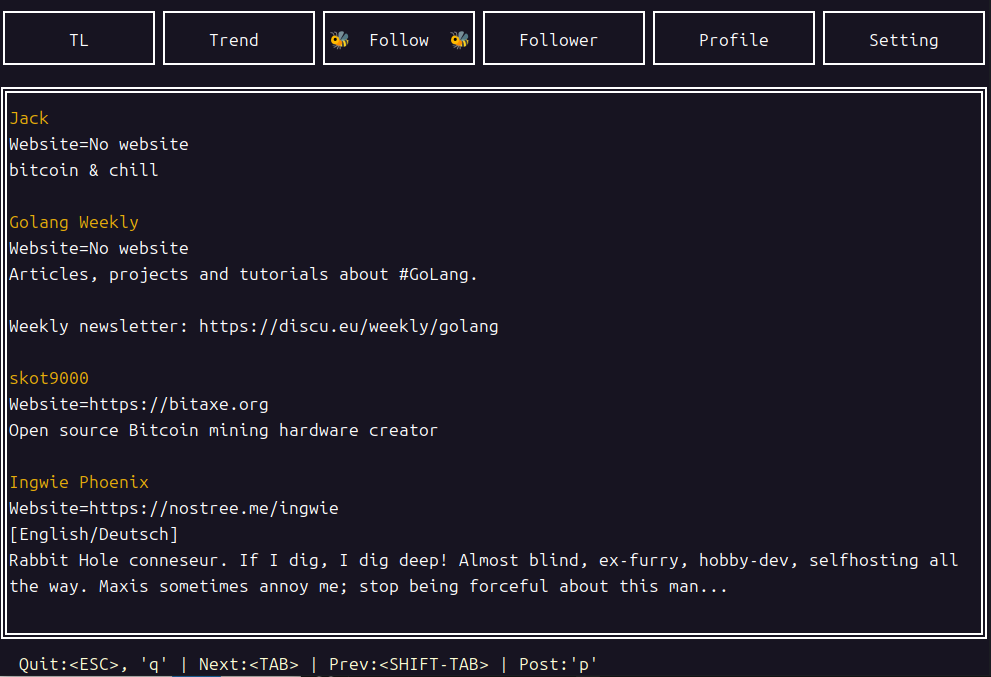 TL Trend Follow Follower Profile Setting
Jack
Website=No website
bitcoin & chill
Golang Weekly
Website=No website
Articles, projects and tutorials about #GoLang.
Weekly newsletter: https://discu.eu/weekly/golang
skot9000
Website=https://bitaxe.org
Open source Bitcoin mining hardware creator
Ingwie Phoenix
Website=https://nostree.me/ingwie
[English/Deutsch]
Rabbit Hole conneseur. If I dig, I dig deep! Almost blind, ex-furry, hobby-dev, selfhosting all
the way. Maxis sometimes annoy me; stop being forceful about this man...
Quit:<ESC>, 'q' | Next:<TAB> | Prev:<SHIFT-TAB> | Post:'p'